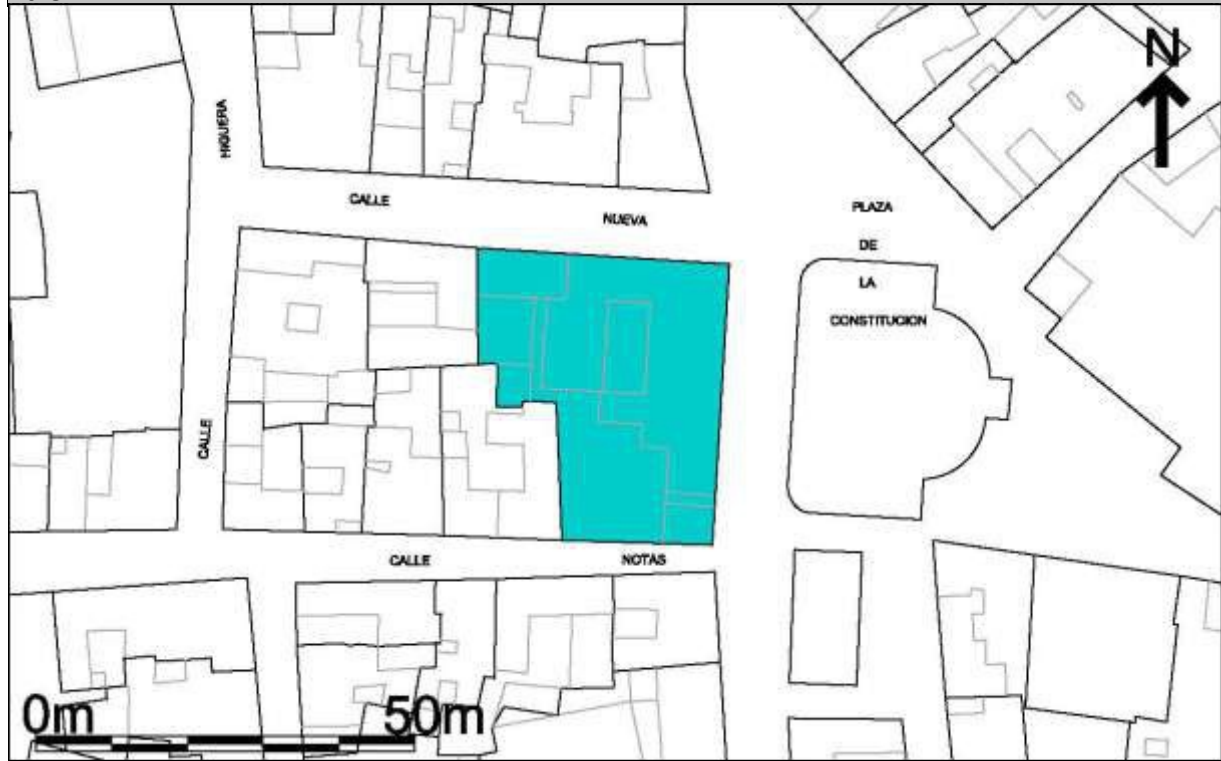 N
HIGUERA
CALLE
NUEVA
PLAZA
DE
LA
CONSTITUCION
CALLE
CALLE
NOTAS
0m
50m